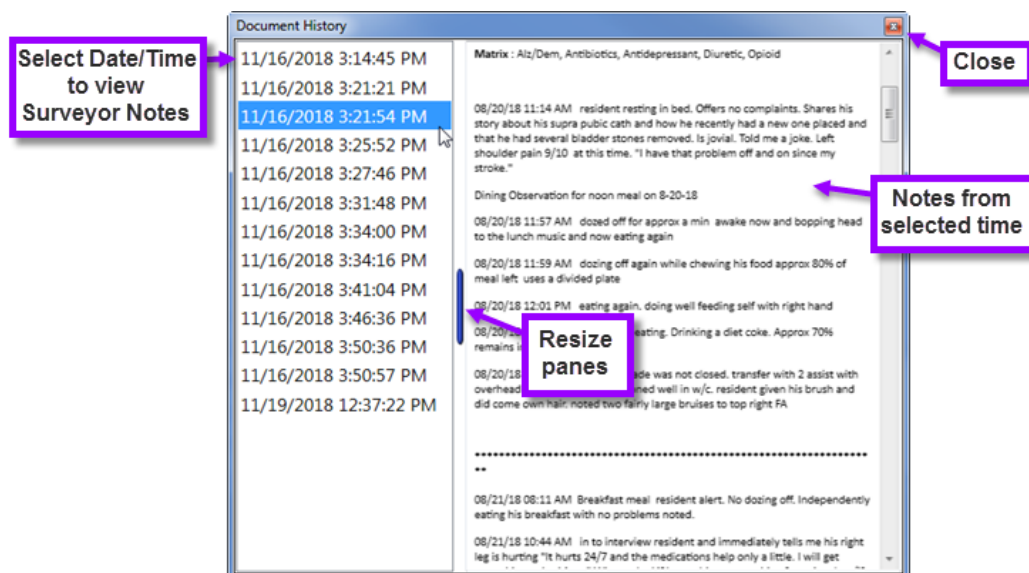 Document History
Select Date/Time
to view
Surveyor Notes
Close
11/16/2018 3:14:45 PM
11/16/2018 3:21:21 PM
11/16/2018 3:21:54 PM
11/16/2018 3:25:52 PM
11/16/2018 3:27:46 PM
11/16/2018 3:31:48 PM
11/16/2018 3:34:00 PM
11/16/2018 3:34:16 PM
11/16/2018 3:41:04 PM
11/16/2018 3:46:36 PM
11/16/2018 3:50:36 PM
11/16/2018 3:50:57 PM
11/19/2018 12:37:22 PM
Matrix : Alz/Dem, Antibiotics, Antidepressant, Diuretic, Opioid
08/20/18 11:14 AM resident resting in bed. Offers no complaints. Shares his
story about his supra pubic cath and how he recently had a new one placed and
that he had several bladder stones removed. Is jovial. Told me a joke. Left
shoulder pain 9/10 at this time. "I have that problem off and on since my
stroke."
Dining Observation for noon meal on 8-20-18
08/20/18 11:57 AM dozed off for approx a min awake now and bopping head
to the lunch music and now eating again
08/20/18 11:59 AM dozing off again while chewing his food approx 80% of
meal left uses a divided plate
08/20/18 12:01 PM eating again. doing well feeding self with right hand
eating. Drinking a diet coke. Approx 70%
remains
08/20/18 was not closed. transfer with 2 assist with
overhead well in w/c. resident given his brush and
did come own hair. noted two fairly large bruises to top right FA
08/21/18 08:11 AM Breakfast meal resident alert. No dozing off. Independently
eating his breakfast with no problems noted.
08/21/18 10:44 AM in to interview resident and immediately tells me his right
leg is hurting "It hurts 24/7 and the medications help only a little. I will get
Notes from
selected time
Resize
panes